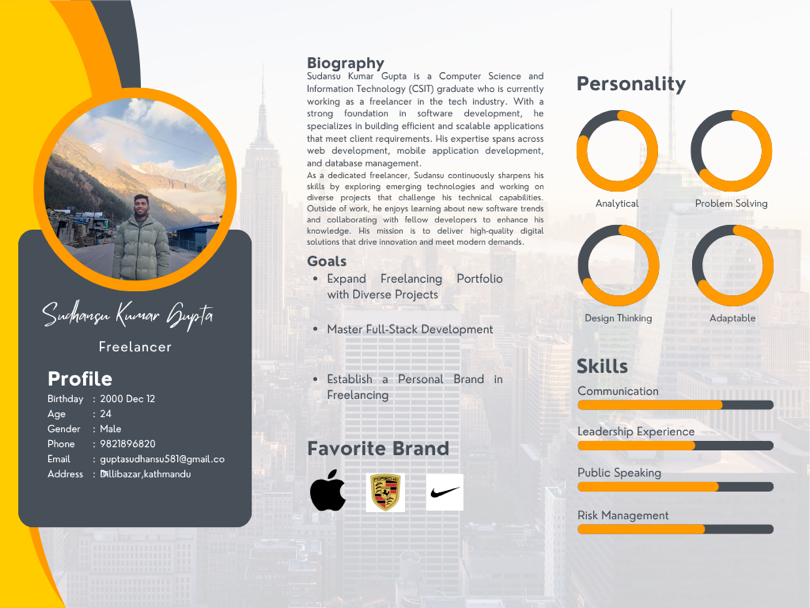 Sudhansu Kumar Gupta
Freelancer
Profile
Birthday : 2000 Dec 12
Age : 24
Gender : Male
Phone : 9821896820
Email : guptasudhansu581@gmail.co
Address : Dillibazar,kathmandu
Biography
Sudansu Kumar Gupta is a Computer Science and
Information Technology (CSIT) graduate who is currently
working as a freelancer in the tech industry. With a
strong foundation in software development, he
specializes in building efficient and scalable applications
that meet client requirements. His expertise spans across
web development, mobile application development,
and database management.
As a dedicated freelancer, Sudansu continuously sharpens his
skills by exploring emerging technologies and working on
diverse projects that challenge his technical capabilities.
Outside of work, he enjoys learning about new software trends
and collaborating with fellow developers to enhance his
knowledge. His mission is to deliver high-quality digital
solutions that drive innovation and meet modern demands.
Goals
• Expand Freelancing Portfolio
with Diverse Projects
• Master Full-Stack Development
• Establish a Personal Brand in
Freelancing
Favorite Brand
PORSCHE
Personality
Analytical
Problem Solving
Design Thinking
Adaptable
Skills
Communication
Leadership Experience
Public Speaking
Risk Management